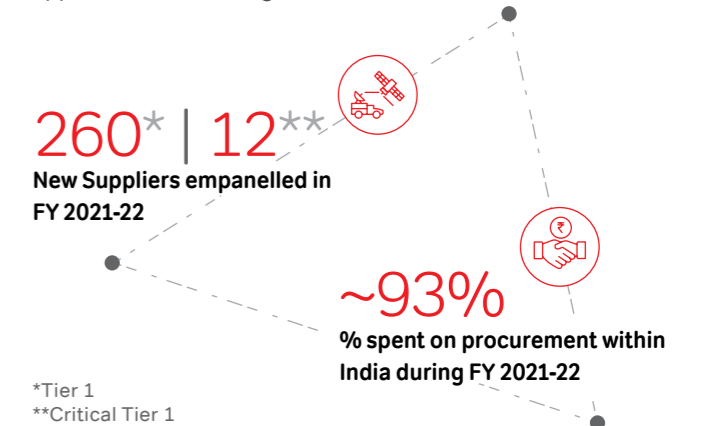 260* | 12**
New Suppliers empanelled in
FY 2021-22
₹
~93%
% spent on procurement within
India during FY 2021-22
*Tier 1
**Critical Tier 1